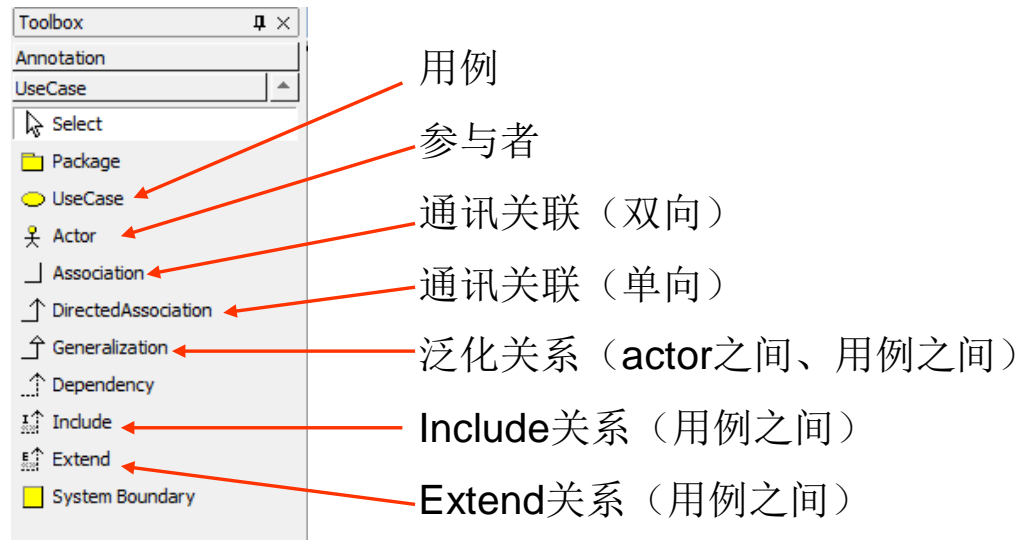 Toolbox
Annotation
UseCase
Select
Package
UseCase
Actor
Association
DirectedAssociation
Generalization
Dependency
Include
Extend
System Boundary
用例
参与者
通讯关联（双向）
通讯关联（单向）
泛化关系（actor之间、用例之间）
Include关系（用例之间）
Extend关系（用例之间）